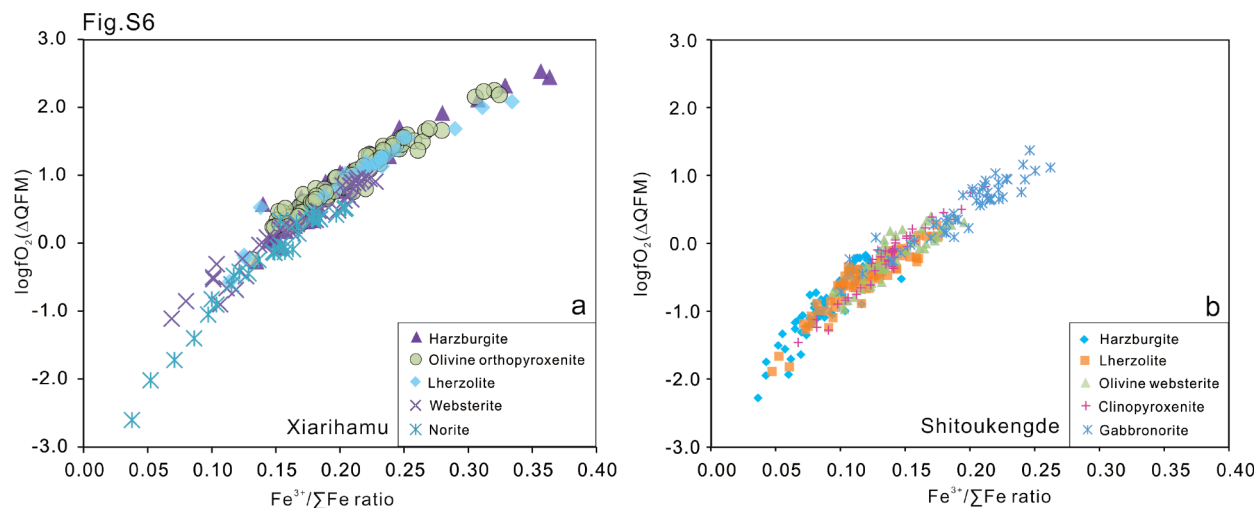 Fig.S6
3.0
2.0
1.0
0.0
-1.0
-2.0
-3.0
logfO₂(ΔQFM)
0.00 0.05 0.10 0.15 0.20 0.25 0.30 0.35 0.40
Fe³⁺/∑Fe ratio
a
Harzburgite
Olivine orthopyroxenite
Lherzolite
Websterite
Norite
Xiarihamu
3.0
2.0
1.0
0.0
-1.0
-2.0
-3.0
logfO₂(ΔQFM)
0.00 0.05 0.10 0.15 0.20 0.25 0.30 0.35 0.40
Fe³⁺/∑Fe ratio
b
Harzburgite
Lherzolite
Olivine websterite
Clinopyroxenite
Gabbronorite
Shitoukengde